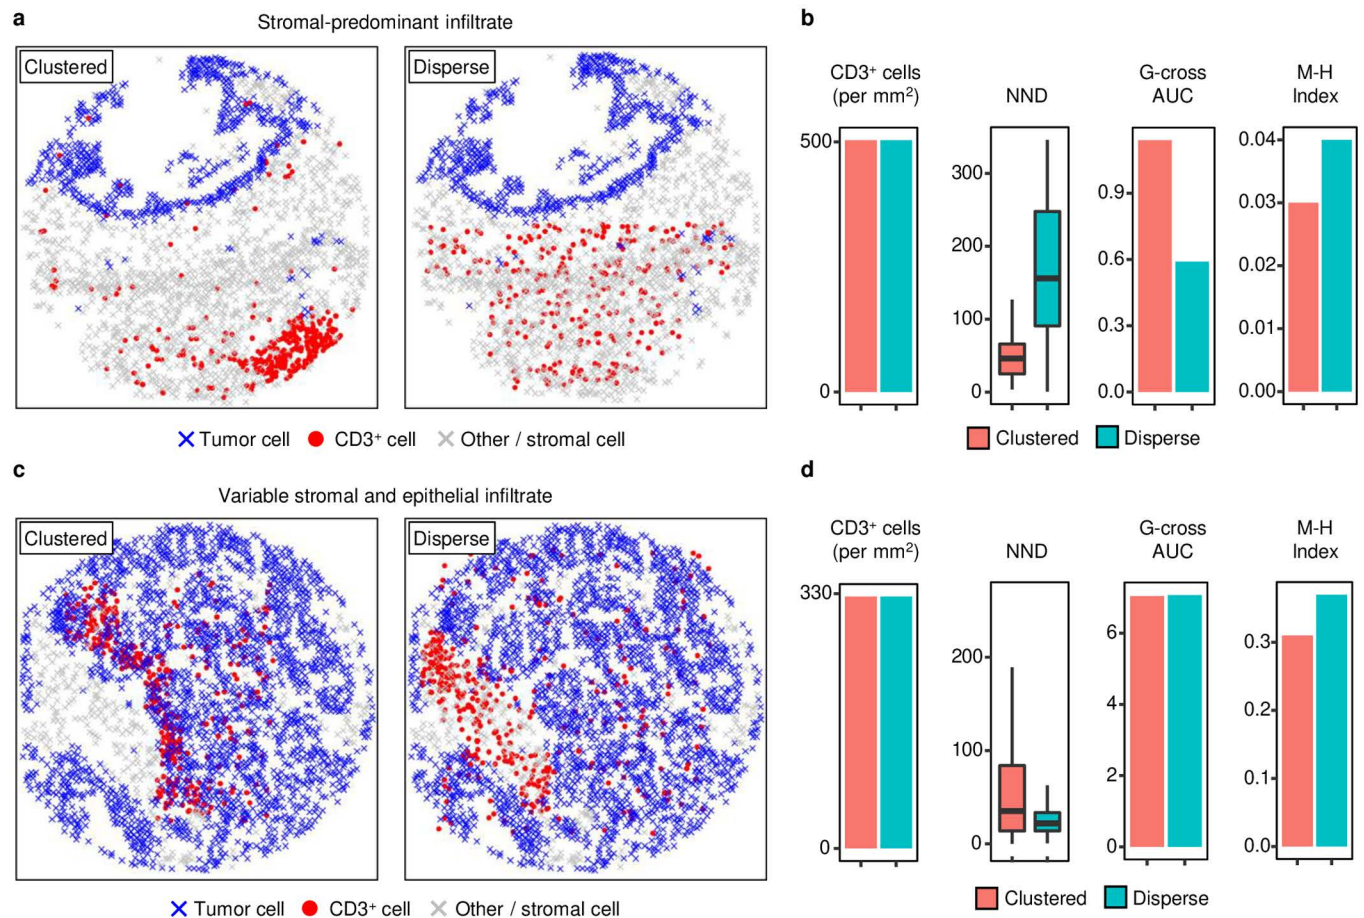 a
Stromal-predominant infiltrate
Clustered
Disperse
× Tumor cell ● CD3⁺ cell × Other / stromal cell
b
CD3⁺ cells
(per mm²)
500
0
NND
300
200
100
0
G-cross
AUC
0.9
0.6
0.3
0.0
M-H
Index
0.04
0.03
0.02
0.01
0.00
Clustered Disperse
c
Variable stromal and epithelial infiltrate
Clustered
Disperse
× Tumor cell ● CD3⁺ cell × Other / stromal cell
d
CD3⁺ cells
(per mm²)
330
0
NND
200
100
0
G-cross
AUC
6
4
2
0
M-H
Index
0.3
0.2
0.1
0.0
Clustered Disperse